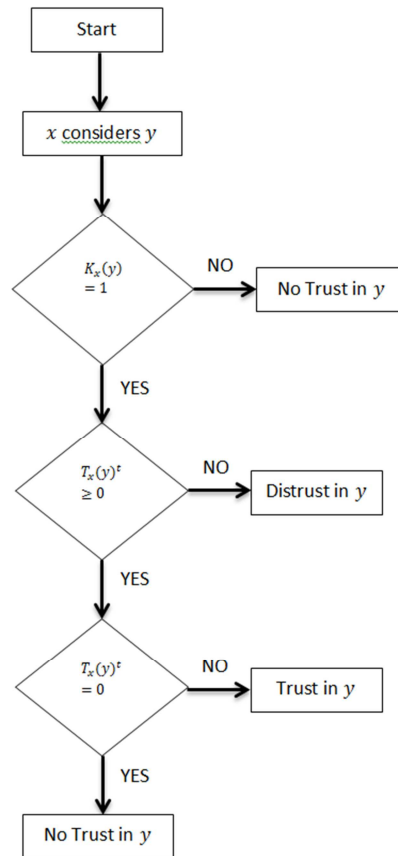 Start
x considers y
Kₓ(y)
= 1
NO
No Trust in y
YES
Tₓ(y)ᵗ
≥ 0
NO
Distrust in y
YES
Tₓ(y)ᵗ
= 0
NO
Trust in y
YES
No Trust in y